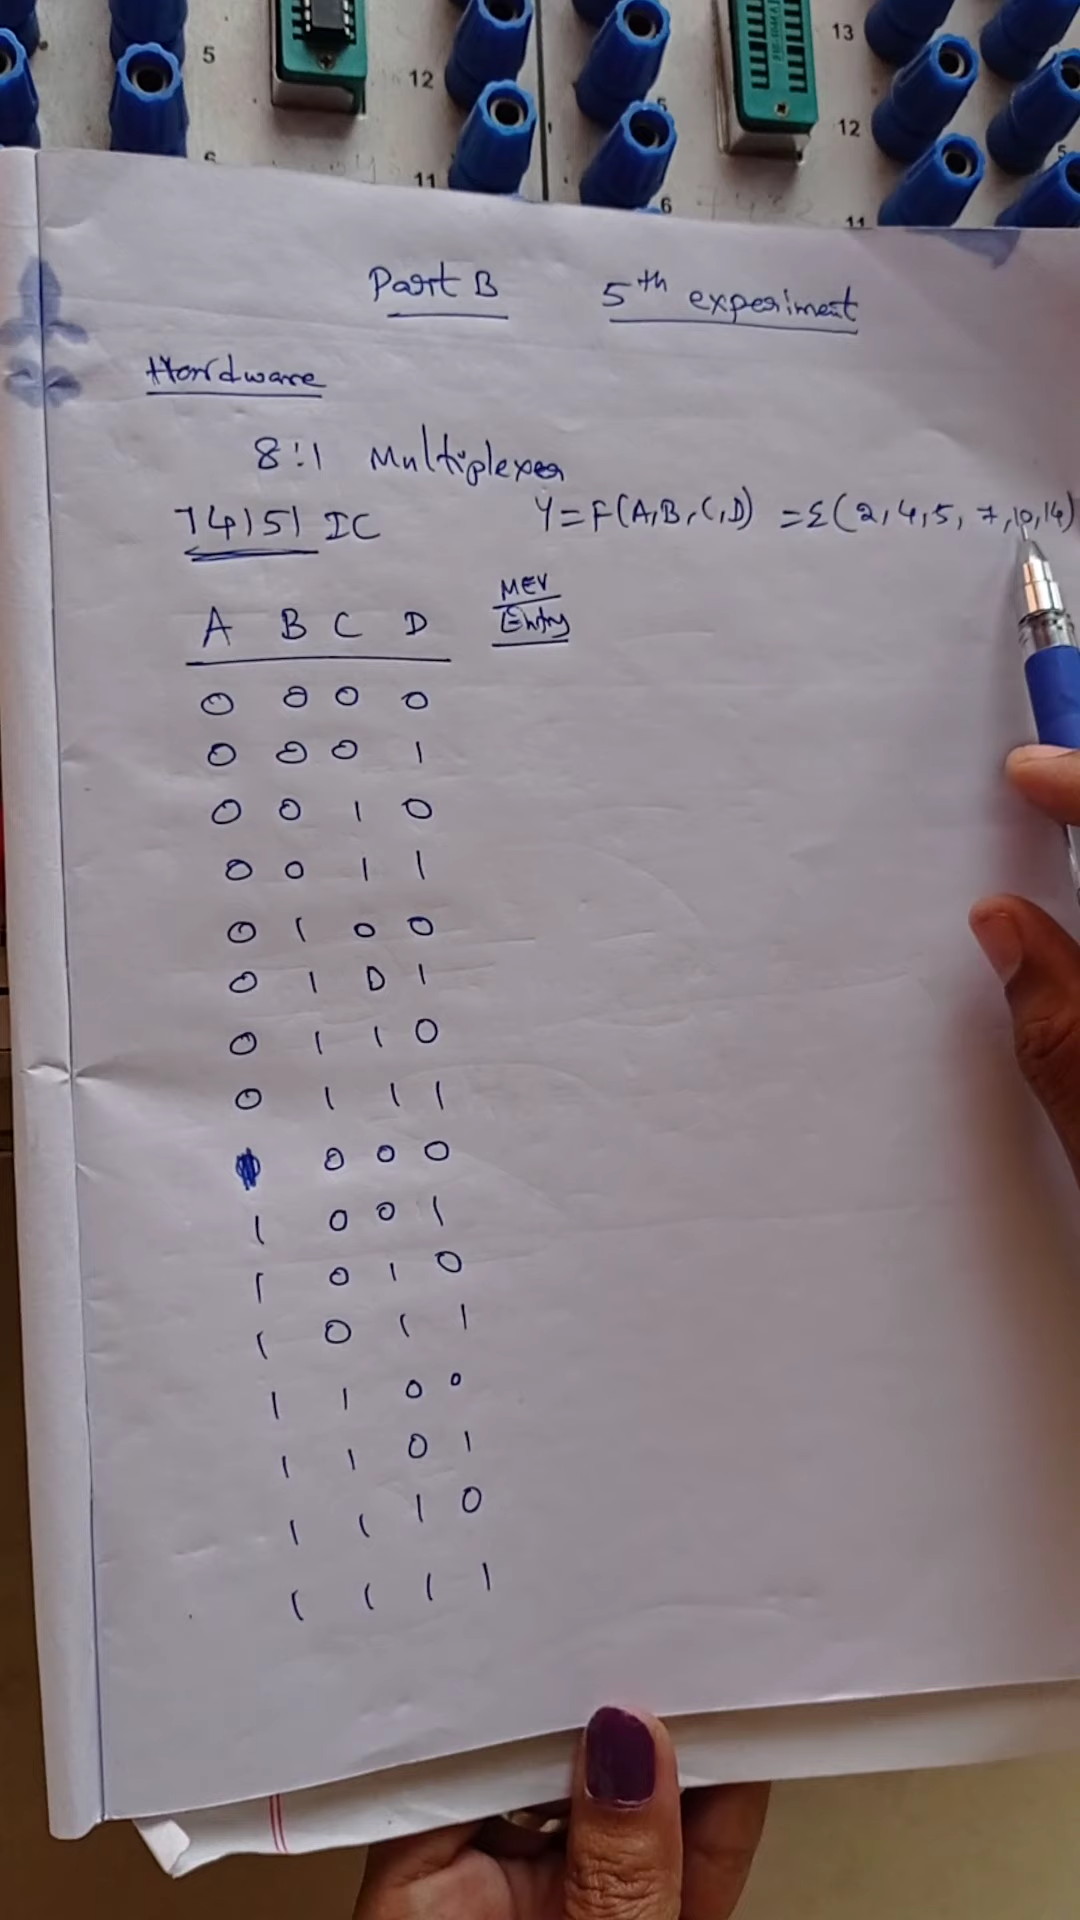 5
12
13
5
12
5
6
11
6
11
Part B 5th experiment
Hardware
8:1 Multiplexer
74151 IC Y=F(A,B,C,D) =Σ(2,4,5,7,10,14)
A B C D MEV Entry
0 0 0 0
0 0 0 1
0 0 1 0
0 0 1 1
0 1 0 0
0 1 0 1
0 1 1 0
0 1 1 1
0 0 0
1 0 0 1
1 0 1 0
1 0 1 1
1 1 0 0
1 1 0 1
1 1 1 0
1 1 1 1